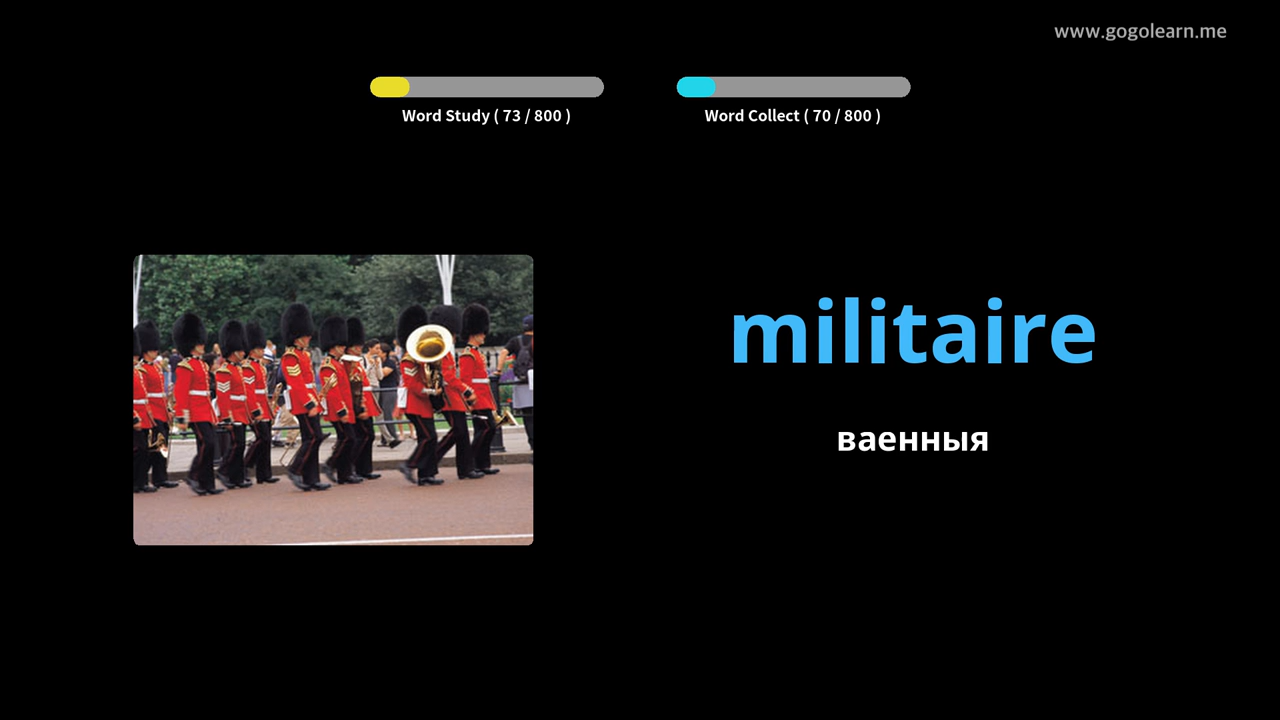 www.gogolearn.me
Word Study ( 73 / 800 )
Word Collect ( 70 / 800 )
militaire
ваенныя